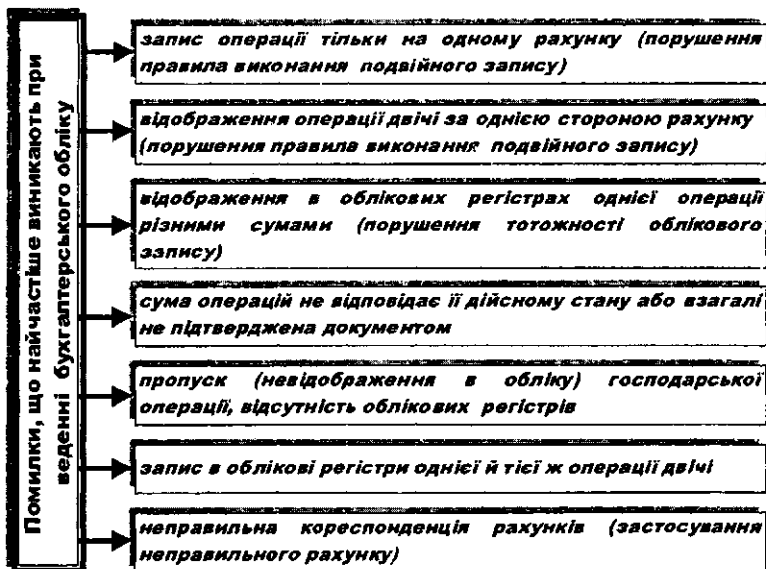 Помилки, що найчастіше виникають при
веденні бухгалтерського обліку
запис операції тільки на одному рахунку (порушення
правила виконання подвійного запису)
відображення операції двічі за однією стороною рахунку
(порушення правила виконання подвійного запису)
відображення в облікових регістрах однієї операції
різними сумами (порушення тотожності облікового
запису)
сума операцій не відповідає її дійсному стану або взагалі
не підтверджена документом
пропуск (невідображення в обліку) господарської
операції, відсутність облікових регістрів
запис в облікові регістри однієї й тієї ж операції двічі
неправильна кореспонденція рахунків (застосування
неправильного рахунку)